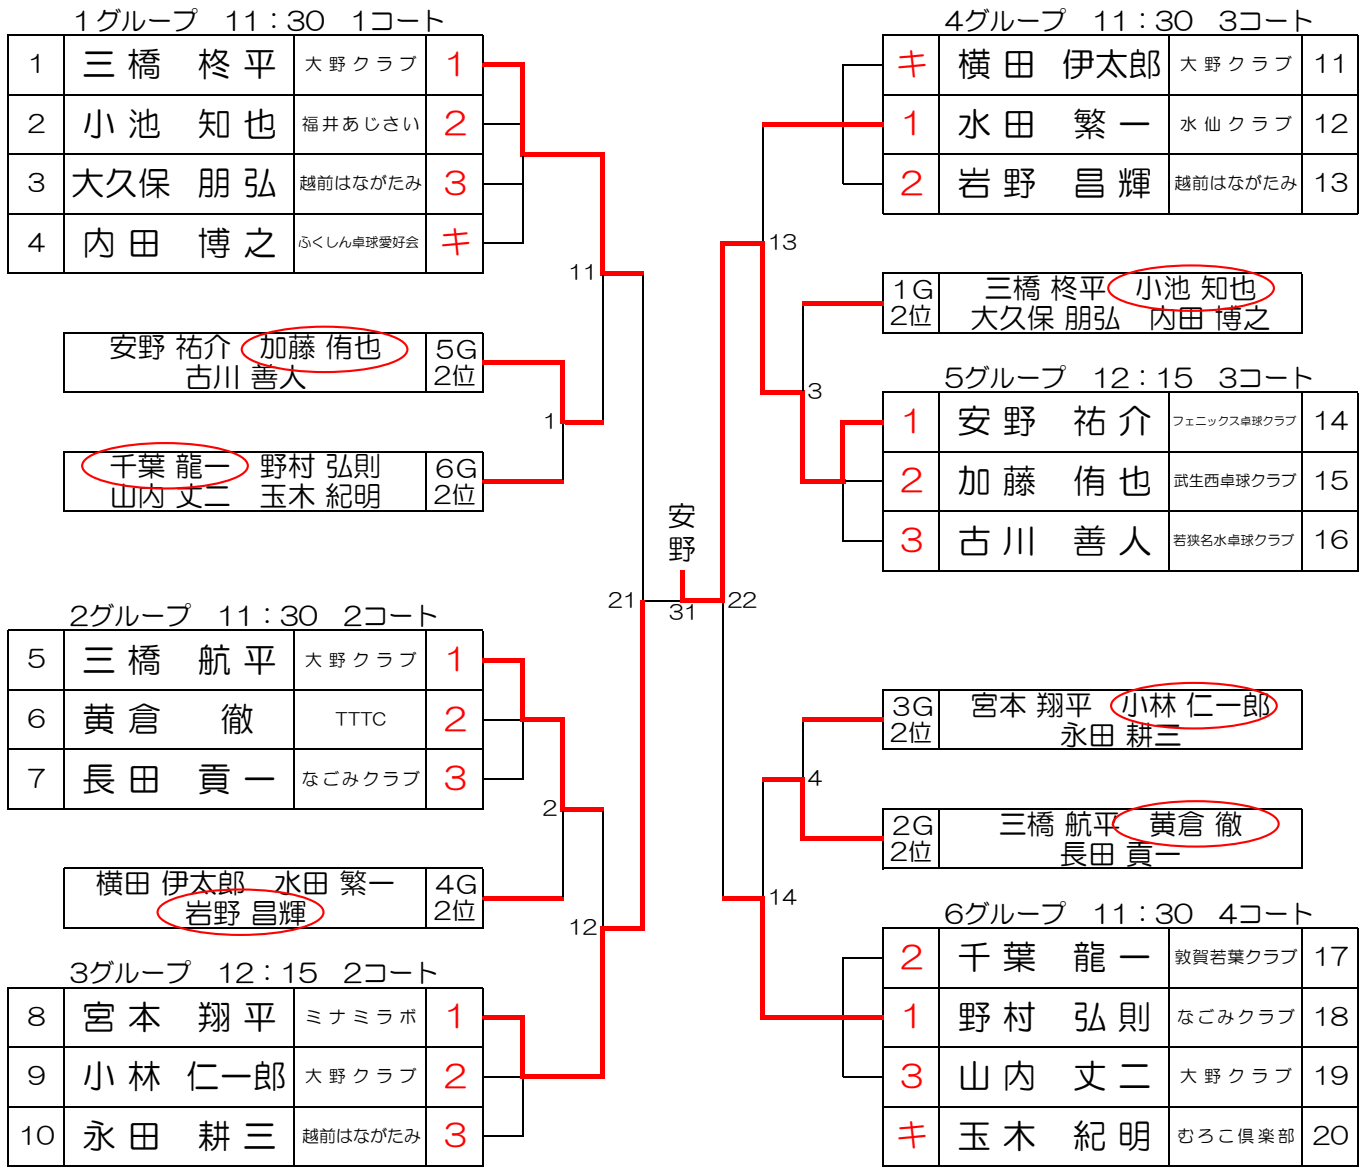 1グループ 11：30 1コート
1 三橋 柊平 大野クラブ 1
2 小池 知也 福井あじさい 2
3 大久保 朋弘 越前はながたみ 3
4 内田 博之 ふくしん卓球愛好会 キ
11
安野 祐介 加藤 侑也 5G
古川 善人 2位
1
千葉 龍一 野村 弘則 6G
山内 丈二 玉木 紀明 2位
21
2グループ 11：30 2コート
5 三橋 航平 大野クラブ 1
6 黄倉 徹 TTTC 2
7 長田 貢一 なごみクラブ 3
2
横田 伊太郎 水田 繁一 4G
岩野 昌輝 2位
12
3グループ 12：15 2コート
8 宮本 翔平 ミナミラボ 1
9 小林 仁一郎 大野クラブ 2
10 永田 耕三 越前はながたみ 3
安野
31
4グループ 11：30 3コート
キ 横田 伊太郎 大野クラブ 11
1 水田 繁一 水仙クラブ 12
2 岩野 昌輝 越前はながたみ 13
13
1G 三橋 柊平 小池 知也
2位 大久保 朋弘 内田 博之
3
5グループ 12：15 3コート
1 安野 祐介 フェニックス卓球クラブ 14
2 加藤 侑也 武生西卓球クラブ 15
3 古川 善人 若狭名水卓球クラブ 16
22
3G 宮本 翔平 小林 仁一郎
2位 永田 耕三
4
2G 三橋 航平 黄倉 徹
2位 長田 貢一
14
6グループ 11：30 4コート
2 千葉 龍一 敦賀若葉クラブ 17
1 野村 弘則 なごみクラブ 18
3 山内 丈二 大野クラブ 19
キ 玉木 紀明 むろこ倶楽部 20